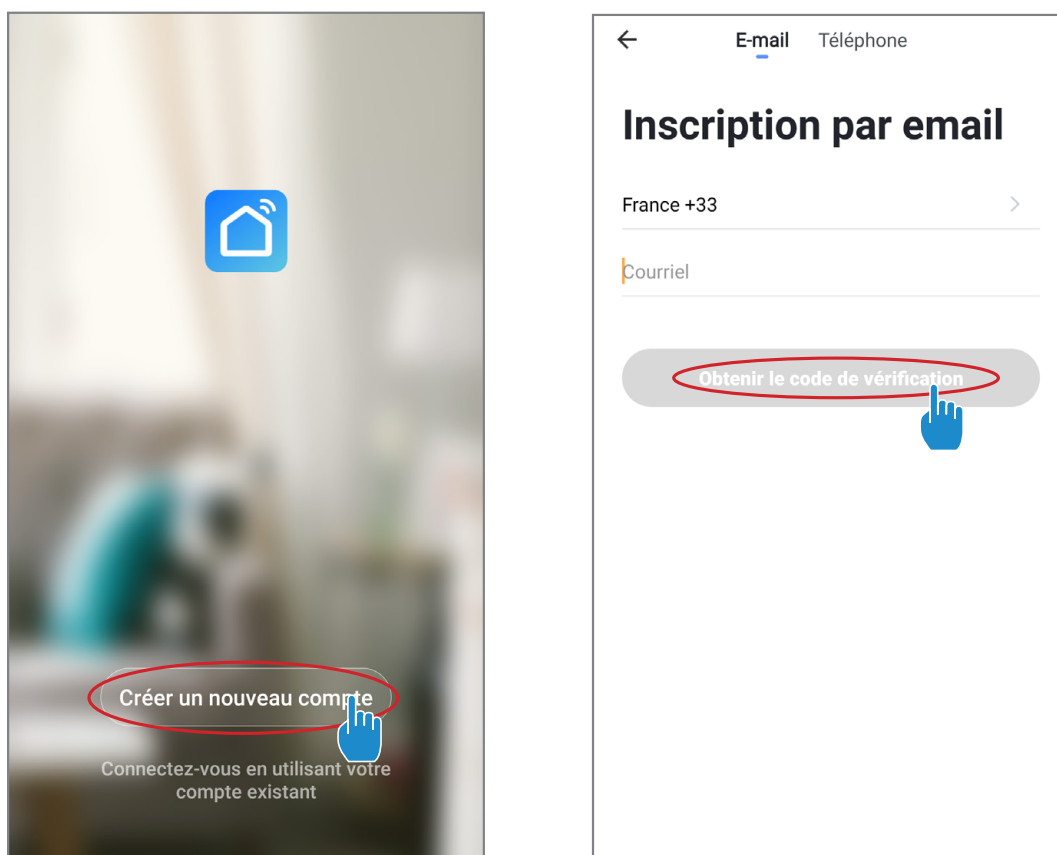 Créer un nouveau compte
Connectez-vous en utilisant votre
compte existant
E-mail Téléphone
Inscription par email
France +33
Courriel
Obtenir le code de vérification